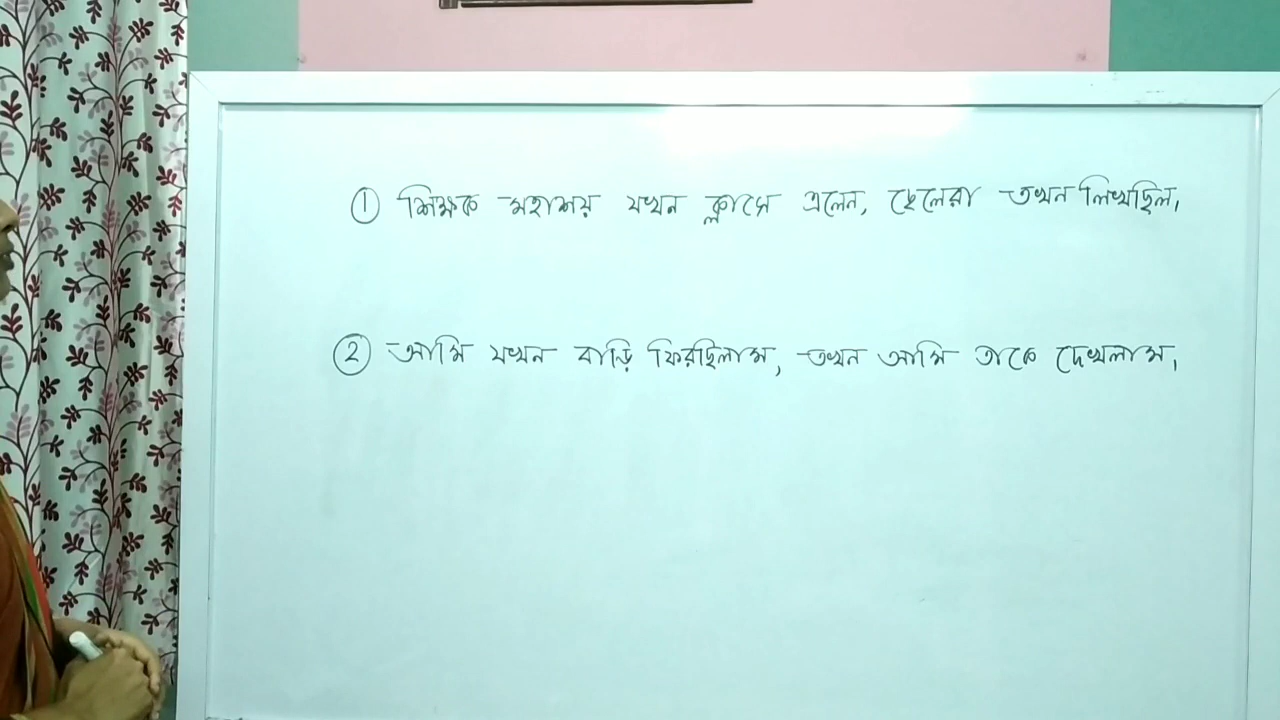 ① শিক্ষক মহাশয় যখন ক্লাসে এলেন, ছেলেরা তখন লিখছিল,
② আমি যখন বাড়ি ফিরছিলাম, তখন আমি তাকে দেখলাম,